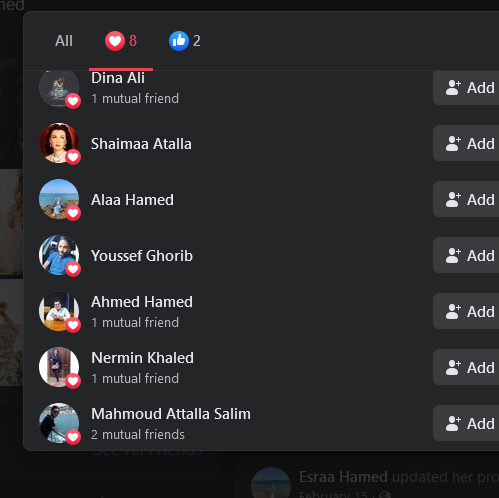 All
8
2
Dina Ali
1 mutual friend
Add
Shaimaa Atalla
Add
Alaa Hamed
Add
Youssef Ghorib
Add
Ahmed Hamed
1 mutual friend
Add
Nermin Khaled
1 mutual friend
Add
Mahmoud Attalla Salim
2 mutual friends
Add
See All Friends
Esraa Hamed updated her pro
February 15